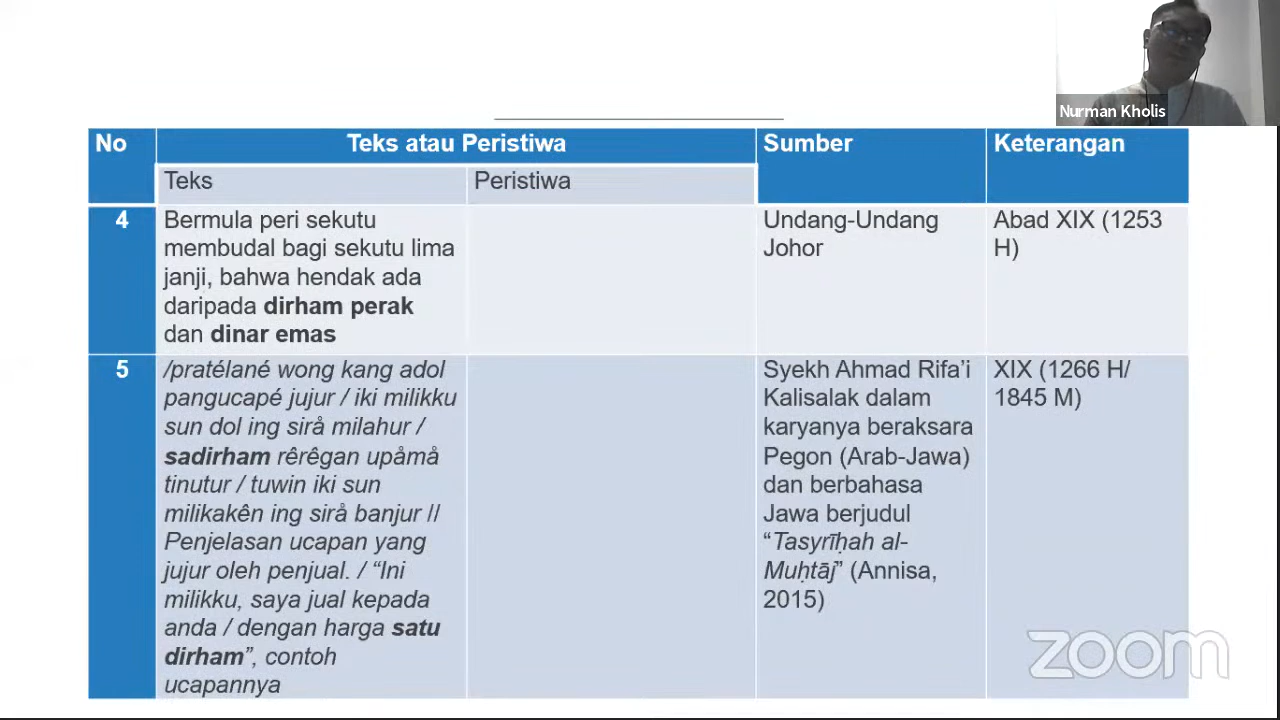 Nurman Kholis
No
Teks atau Peristiwa
Sumber
Keterangan
Teks
Peristiwa
4
Bermula peri sekutu
membudal bagi sekutu lima
janji, bahwa hendak ada
daripada dirham perak
dan dinar emas
Undang-Undang
Johor
Abad XIX (1253
H)
5
/pratélané wong kang adol
pangucapé jujur / iki milikku
sun dol ing sirå milahur /
sadirham rêrêgan upåmå
tinutur / tuwin iki sun
milikakên ing sirå banjur //
Penjelasan ucapan yang
jujur oleh penjual. / “Ini
milikku, saya jual kepada
anda / dengan harga satu
dirham”, contoh
ucapannya
Syekh Ahmad Rifa’i
Kalisalak dalam
karyanya beraksara
Pegon (Arab-Jawa)
dan berbahasa
Jawa berjudul
“Tasyrīḥah al-
Muḥtāj” (Annisa,
2015)
XIX (1266 H/
1845 M)
zoom